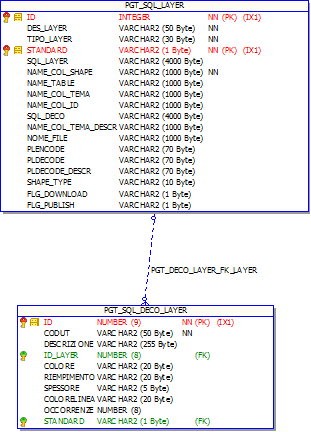 PGT_SQL_LAYER
ID INTEGER NN (PK) (IX1)
DES_LAYER VARCHAR2 (50 Byte) NN
TIPO_LAYER VARCHAR2 (30 Byte) NN
STANDARD VARCHAR2 (1 Byte) NN (PK) (IX1)
SQL_LAYER VARCHAR2 (4000 Byte)
NAME_COL_SHAPE VARCHAR2 (1000 Byte) NN
NAME_TABLE VARCHAR2 (1000 Byte)
NAME_COL_TEMA VARCHAR2 (1000 Byte)
NAME_COL_ID VARCHAR2 (1000 Byte)
SQL_DECO VARCHAR2 (4000 Byte)
NAME_COL_TEMA_DESCR VARCHAR2 (1000 Byte)
NOME_FILE VARCHAR2 (1000 Byte)
PLENCODE VARCHAR2 (70 Byte)
PLDECODE VARCHAR2 (70 Byte)
PLDECODE_DESCR VARCHAR2 (70 Byte)
SHAPE_TYPE VARCHAR2 (10 Byte)
FLG_DOWNLOAD VARCHAR2 (1 Byte)
FLG_PUBLISH VARCHAR2 (1 Byte)
PGT_DECO_LAYER_FK_LAYER
PGT_SQL_DECO_LAYER
ID NUMBER (9) NN (PK) (IX1)
CODUT VARCHAR2 (50 Byte) NN
DESCRIZIONE VARCHAR2 (255 Byte)
ID_LAYER NUMBER (8) (FK)
COLORE VARCHAR2 (20 Byte)
RIEMPIMENTO VARCHAR2 (20 Byte)
SPESSORE VARCHAR2 (5 Byte)
COLORELINEA VARCHAR2 (20 Byte)
OCCORRENZE NUMBER (8)
STANDARD VARCHAR2 (1 Byte) (FK)